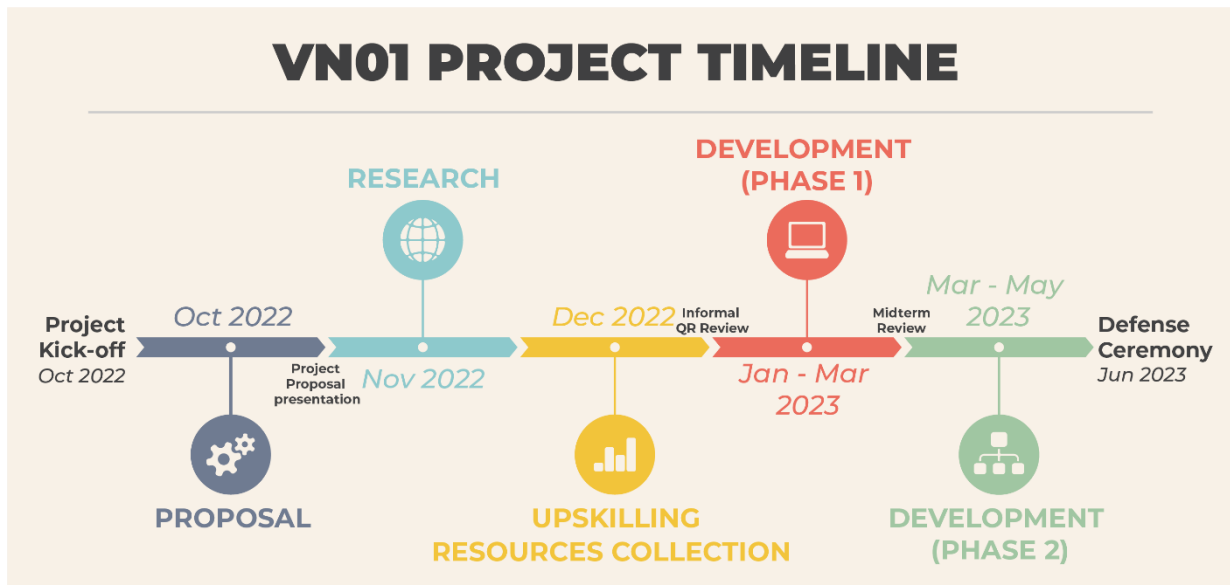 VN01 PROJECT TIMELINE
DEVELOPMENT
(PHASE 1)
RESEARCH
Project
Kick-off
Oct 2022
Oct 2022
Project
Proposal
presentation
Nov 2022
Dec 2022
Informal
QR Review
Jan - Mar
2023
Midterm
Review
Mar - May
2023
Defense
Ceremony
Jun 2023
PROPOSAL
UPSKILLING
RESOURCES COLLECTION
DEVELOPMENT
(PHASE 2)